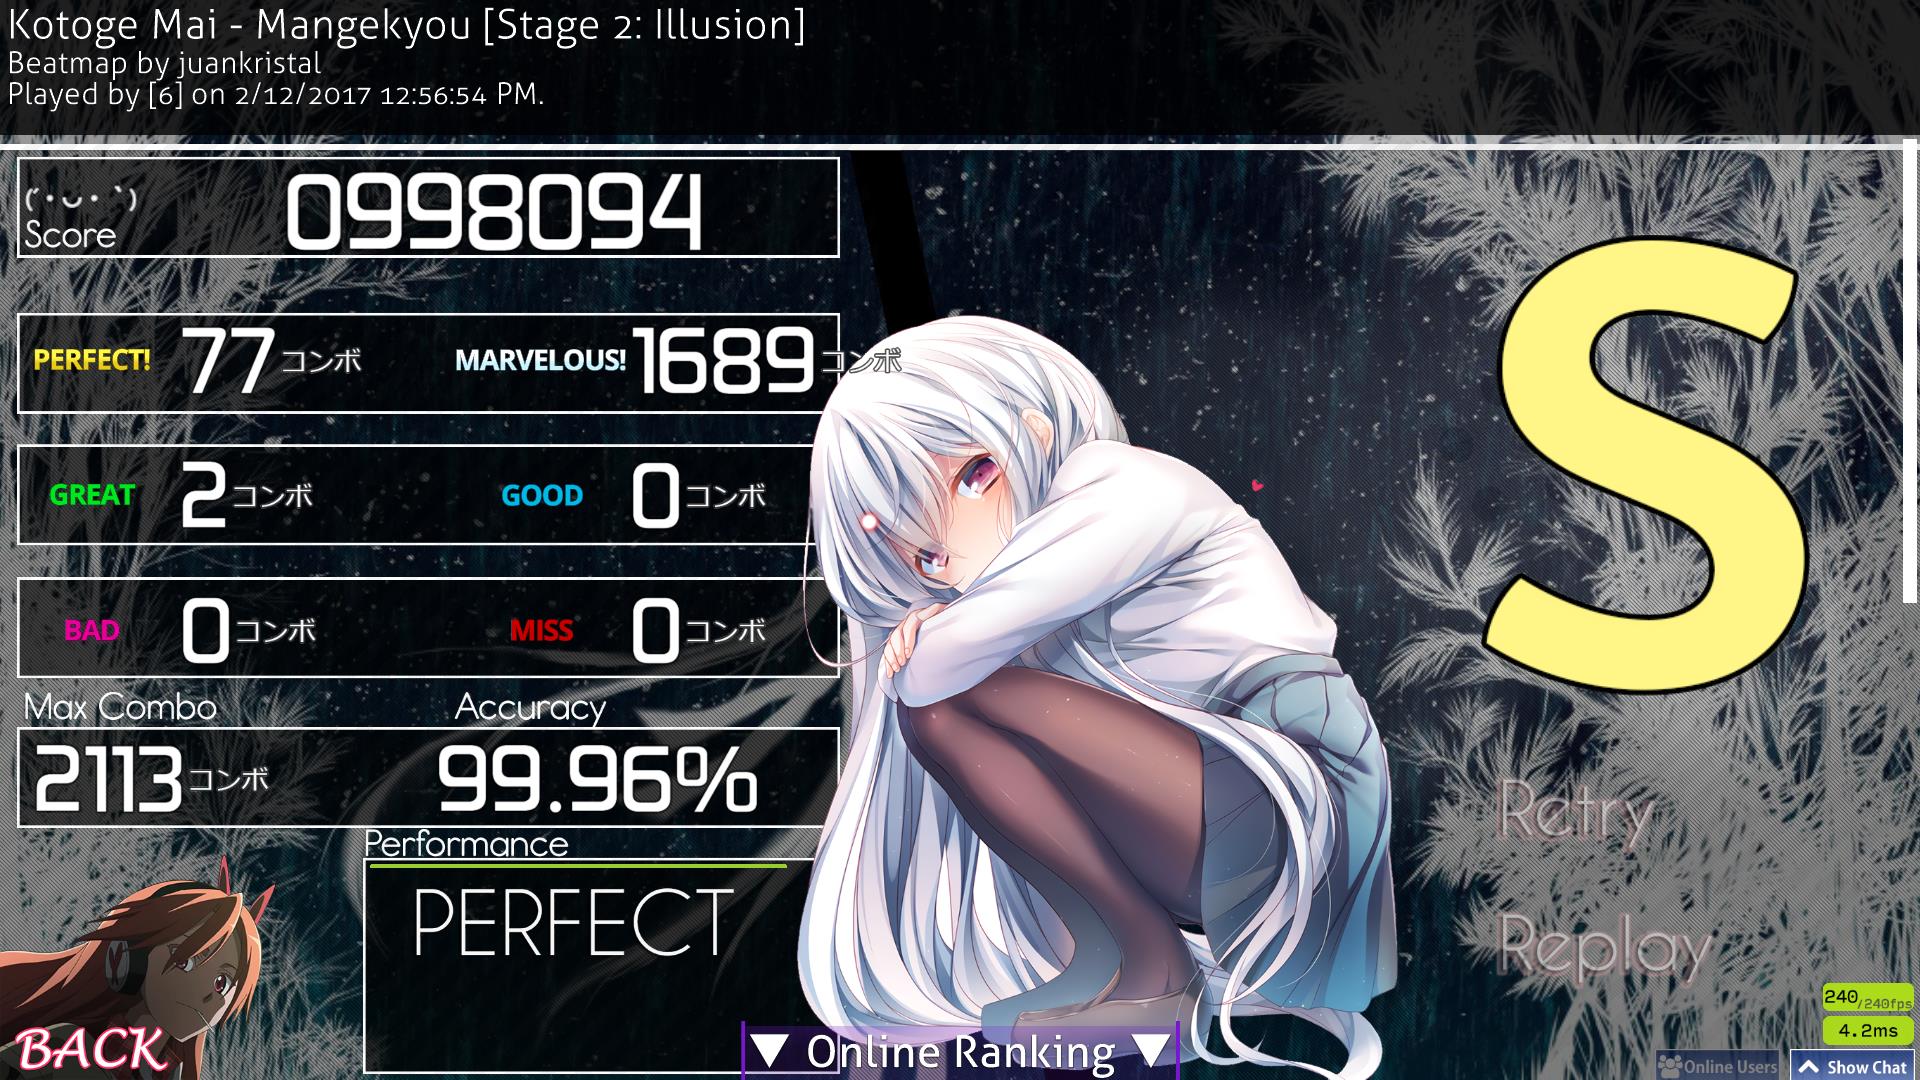 Kotoge Mai - Mangekyou [Stage 2: Illusion]
Beatmap by juankristal
Played by [6] on 2/12/2017 12:56:54 PM.
(´･ᴗ･`)
Score 0998094
PERFECT! 77コンボ MARVELOUS! 1689コンボ
GREAT 2コンボ GOOD 0コンボ
BAD 0コンボ MISS 0コンボ
Max Combo Accuracy
2113コンボ 99.96%
Performance
PERFECT
S
Retry
Replay
BACK
▼ Online Ranking ▼
240/240fps
4.2ms
Online Users Show Chat